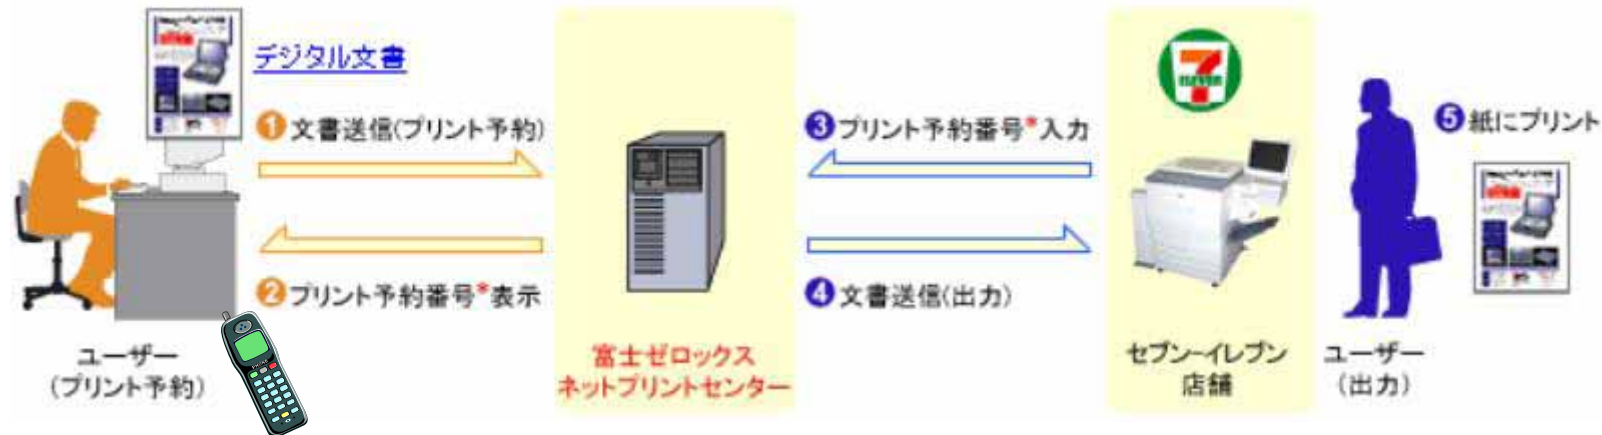 デジタル文書
❶文書送信(プリント予約)
❷プリント予約番号*表示
ユーザー
(プリント予約)
富士ゼロックス
ネットプリントセンター
❸プリント予約番号*入力
❹文書送信(出力)
7
ELEVEN
セブン-イレブン
店舗
❺紙にプリント
ユーザー
(出力)